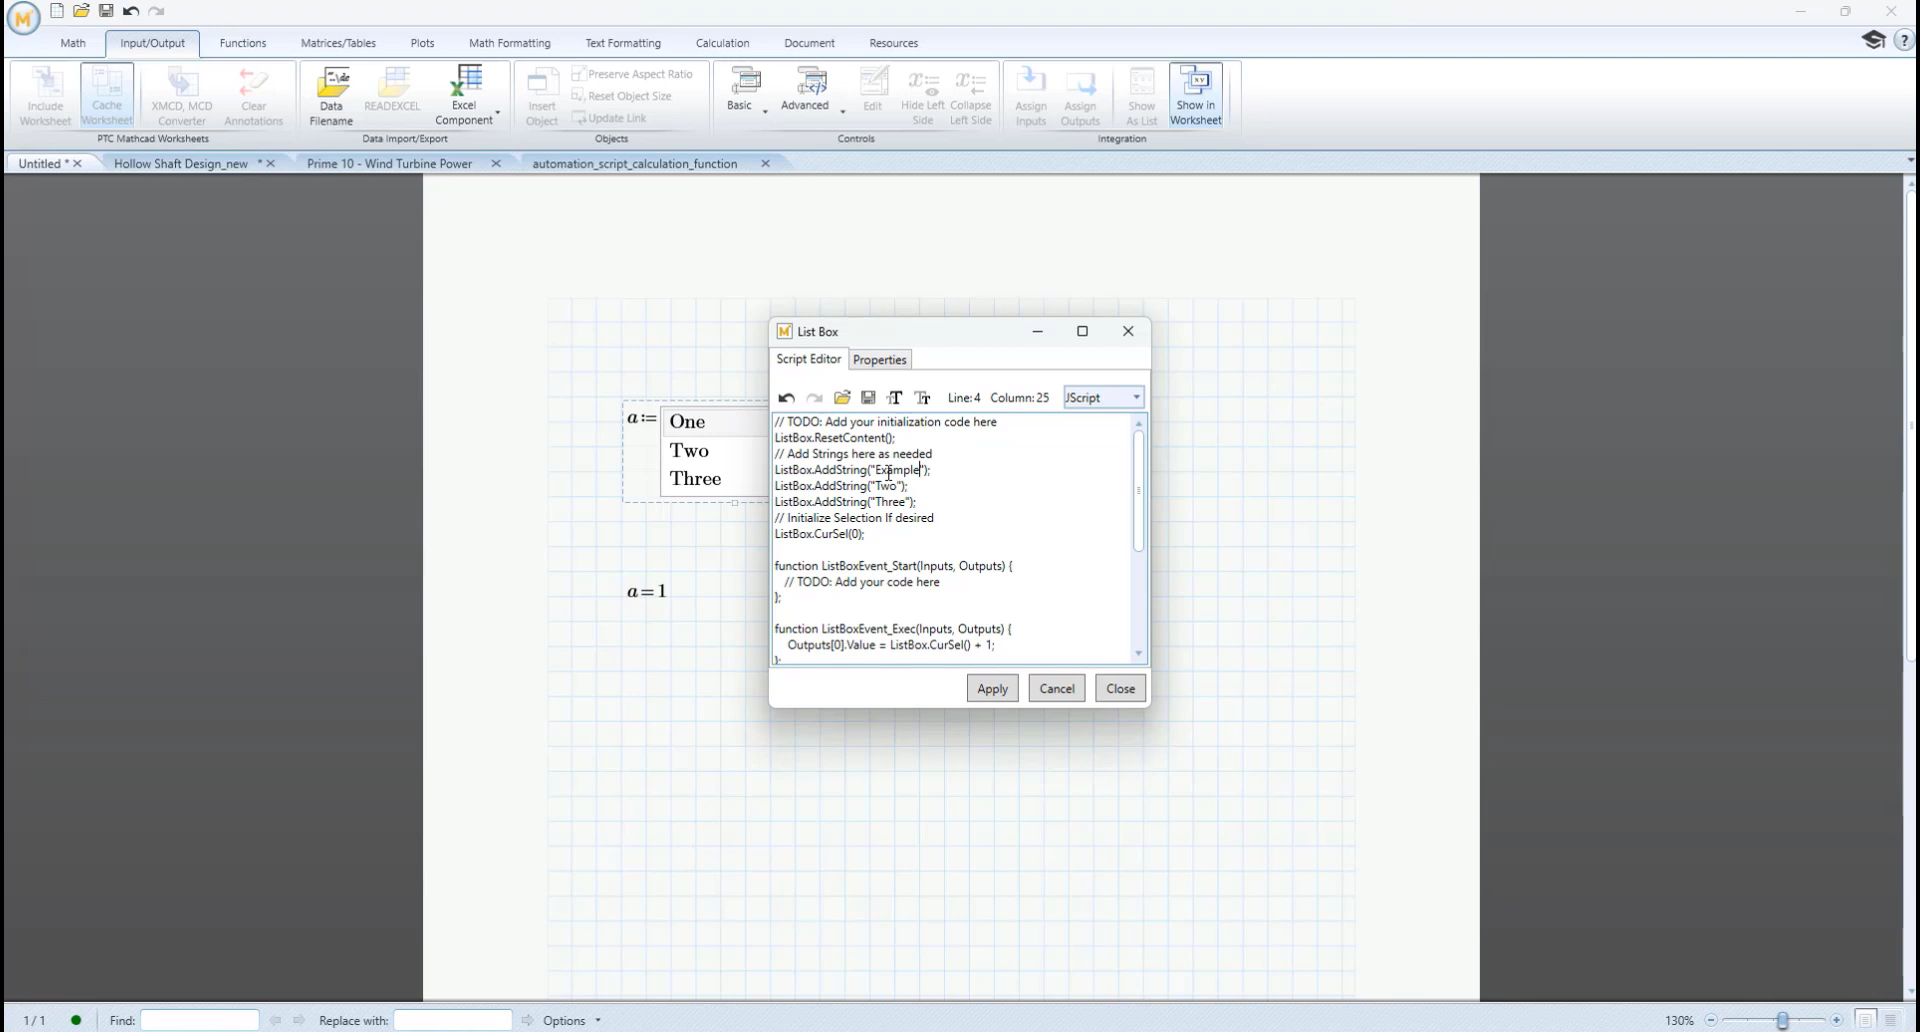 Math Input/Output Functions Matrices/Tables Plots Math Formatting Text Formatting Calculation Document Resources
Include Worksheet
Cache Worksheet
XMCD, MCD Converter
Clear Annotations
PTC Mathcad Worksheets
Data Filename
READEXCEL
Excel Component
Data Import/Export
Insert Object
Preserve Aspect Ratio
Reset Object Size
Update Link
Objects
Basic
Advanced
Edit
Hide Left Side
Collapse Left Side
Controls
Assign Inputs
Assign Outputs
Show As List
Show in Worksheet
Integration
Untitled * Hollow Shaft Design_new * Prime 10 - Wind Turbine Power automation_script_calculation_function
a:= One
Two
Three
a=1
List Box
Script Editor Properties
Line:4 Column:25 JScript
// TODO: Add your initialization code here
ListBox.ResetContent();
// Add Strings here as needed
ListBox.AddString("Example");
ListBox.AddString("Two");
ListBox.AddString("Three");
// Initialize Selection If desired
ListBox.CurSel(0);
function ListBoxEvent_Start(Inputs, Outputs) {
// TODO: Add your code here
};
function ListBoxEvent_Exec(Inputs, Outputs) {
Outputs[0].Value = ListBox.CurSel() + 1;
};
Apply Cancel Close
1 / 1 Find: Replace with: Options 130%